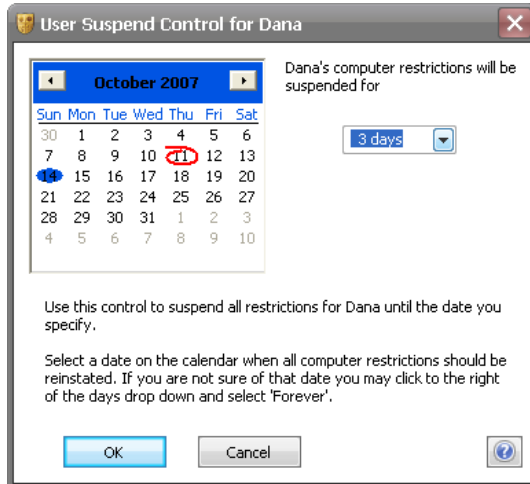 User Suspend Control for Dana
October 2007
Sun Mon Tue Wed Thu Fri Sat
30 1 2 3 4 5 6
7 8 9 10 11 12 13
14 15 16 17 18 19 20
21 22 23 24 25 26 27
28 29 30 31 1 2 3
4 5 6 7 8 9 10
Dana's computer restrictions will be
suspended for
3 days
Use this control to suspend all restrictions for Dana until the date you
specify.
Select a date on the calendar when all computer restrictions should be
reinstated. If you are not sure of that date you may click to the right
of the days drop down and select 'Forever'.
OK
Cancel
?